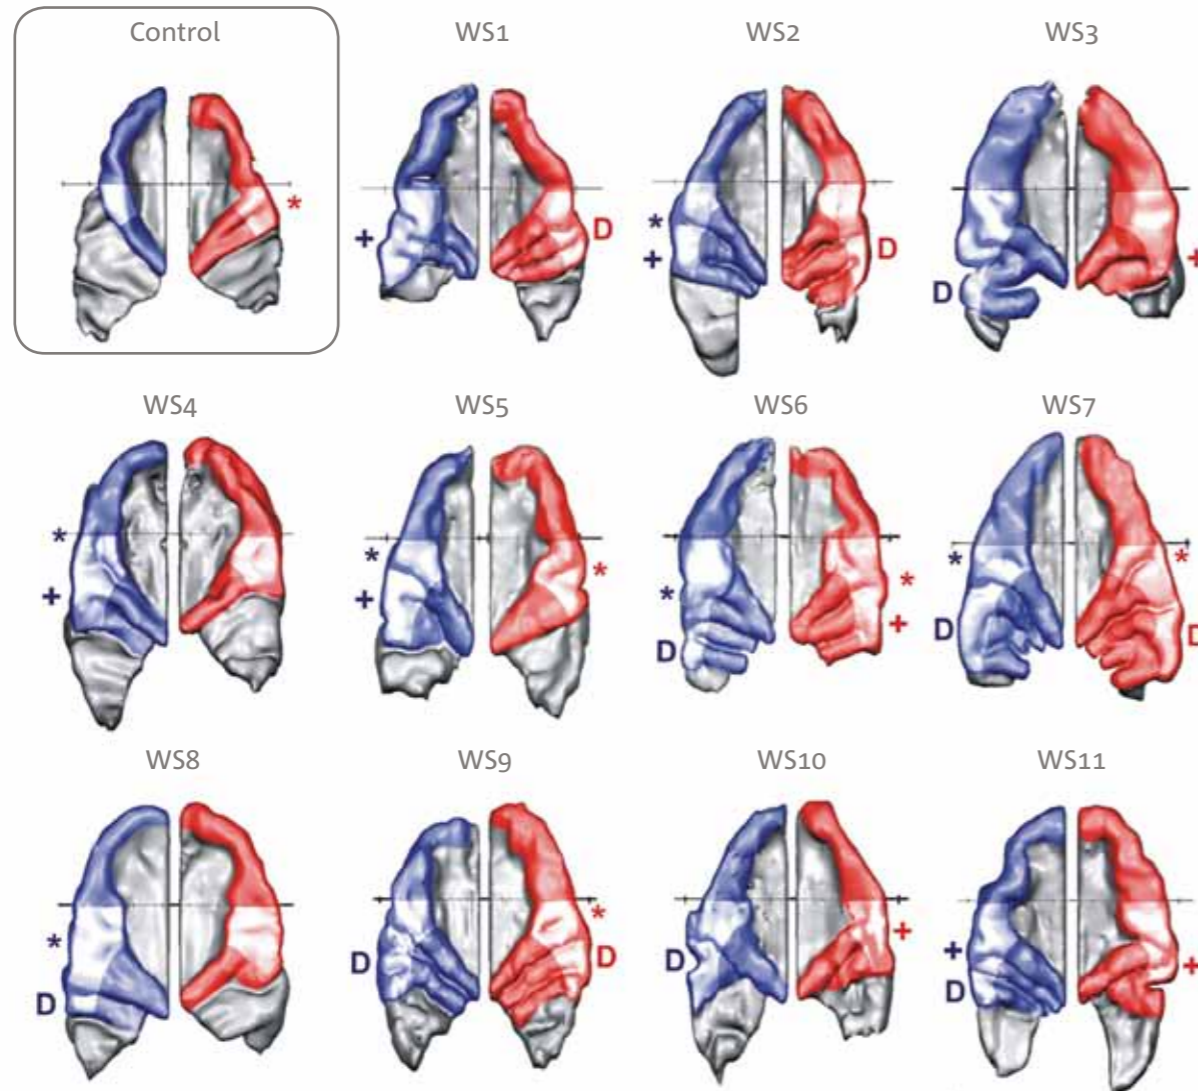 Control WS1 WS2 WS3
*
+ D
*
+ D
+
D
WS4 WS5 WS6 WS7
*
+
*
*
+
*
*
+
D
*
*
D D
WS8 WS9 WS10 WS11
*
D
*
D D
+
D
+
+
D